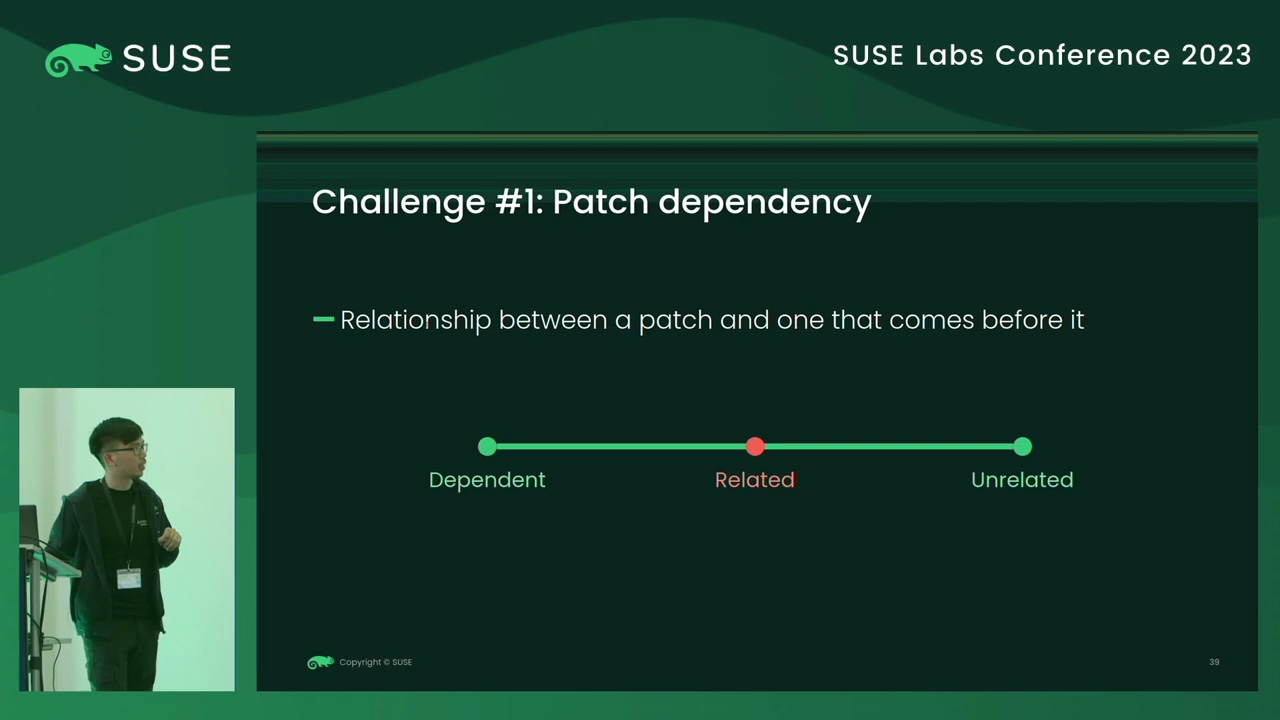 SUSE
SUSE Labs Conference 2023
Challenge #1: Patch dependency
Relationship between a patch and one that comes before it
Dependent
Related
Unrelated
Copyright © SUSE
39